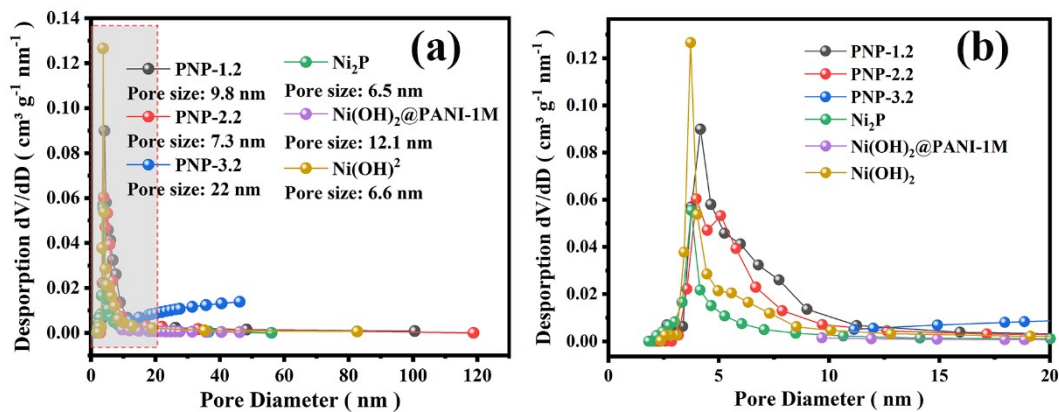 (a)
Desporption dV/dD ( cm³ g⁻¹ nm⁻¹ )
0.14
0.12
0.10
0.08
0.06
0.04
0.02
0.00
PNP-1.2
Pore size: 9.8 nm
PNP-2.2
Pore size: 7.3 nm
PNP-3.2
Pore size: 22 nm
Ni₂P
Pore size: 6.5 nm
Ni(OH)₂@PANI-1M
Pore size: 12.1 nm
Ni(OH)²
Pore size: 6.6 nm
0 20 40 60 80 100 120
Pore Diameter ( nm )
(b)
Desporption dV/dD ( cm³ g⁻¹ nm⁻¹ )
0.12
0.10
0.08
0.06
0.04
0.02
0.00
PNP-1.2
PNP-2.2
PNP-3.2
Ni₂P
Ni(OH)₂@PANI-1M
Ni(OH)₂
0 5 10 15 20
Pore Diameter ( nm )